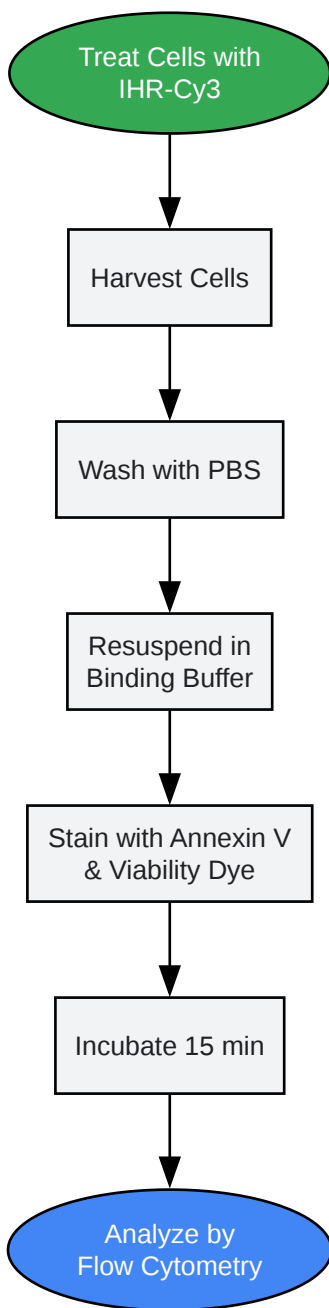 Treat Cells with
IHR-Cy3
Harvest Cells
Wash with PBS
Resuspend in
Binding Buffer
Stain with Annexin V
& Viability Dye
Incubate 15 min
Analyze by
Flow Cytometry